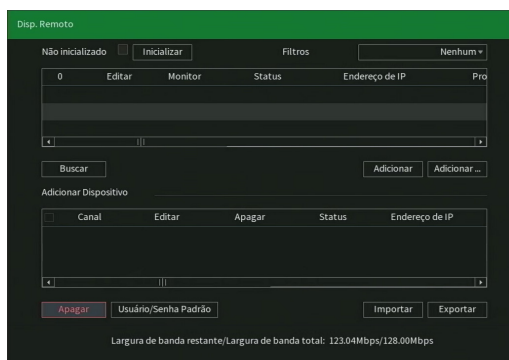 Disp. Remoto
Não inicializado Inicializar Filtros Nenhum
0 Editar Monitor Status Endereço de IP Pro
Buscar Adicionar Adicionar ...
Adicionar Dispositivo
Canal Editar Apagar Status Endereço de IP
Apagar Usuário/Senha Padrão Importar Exportar
Largura de banda restante/Largura de banda total: 123.04Mbps/128.00Mbps